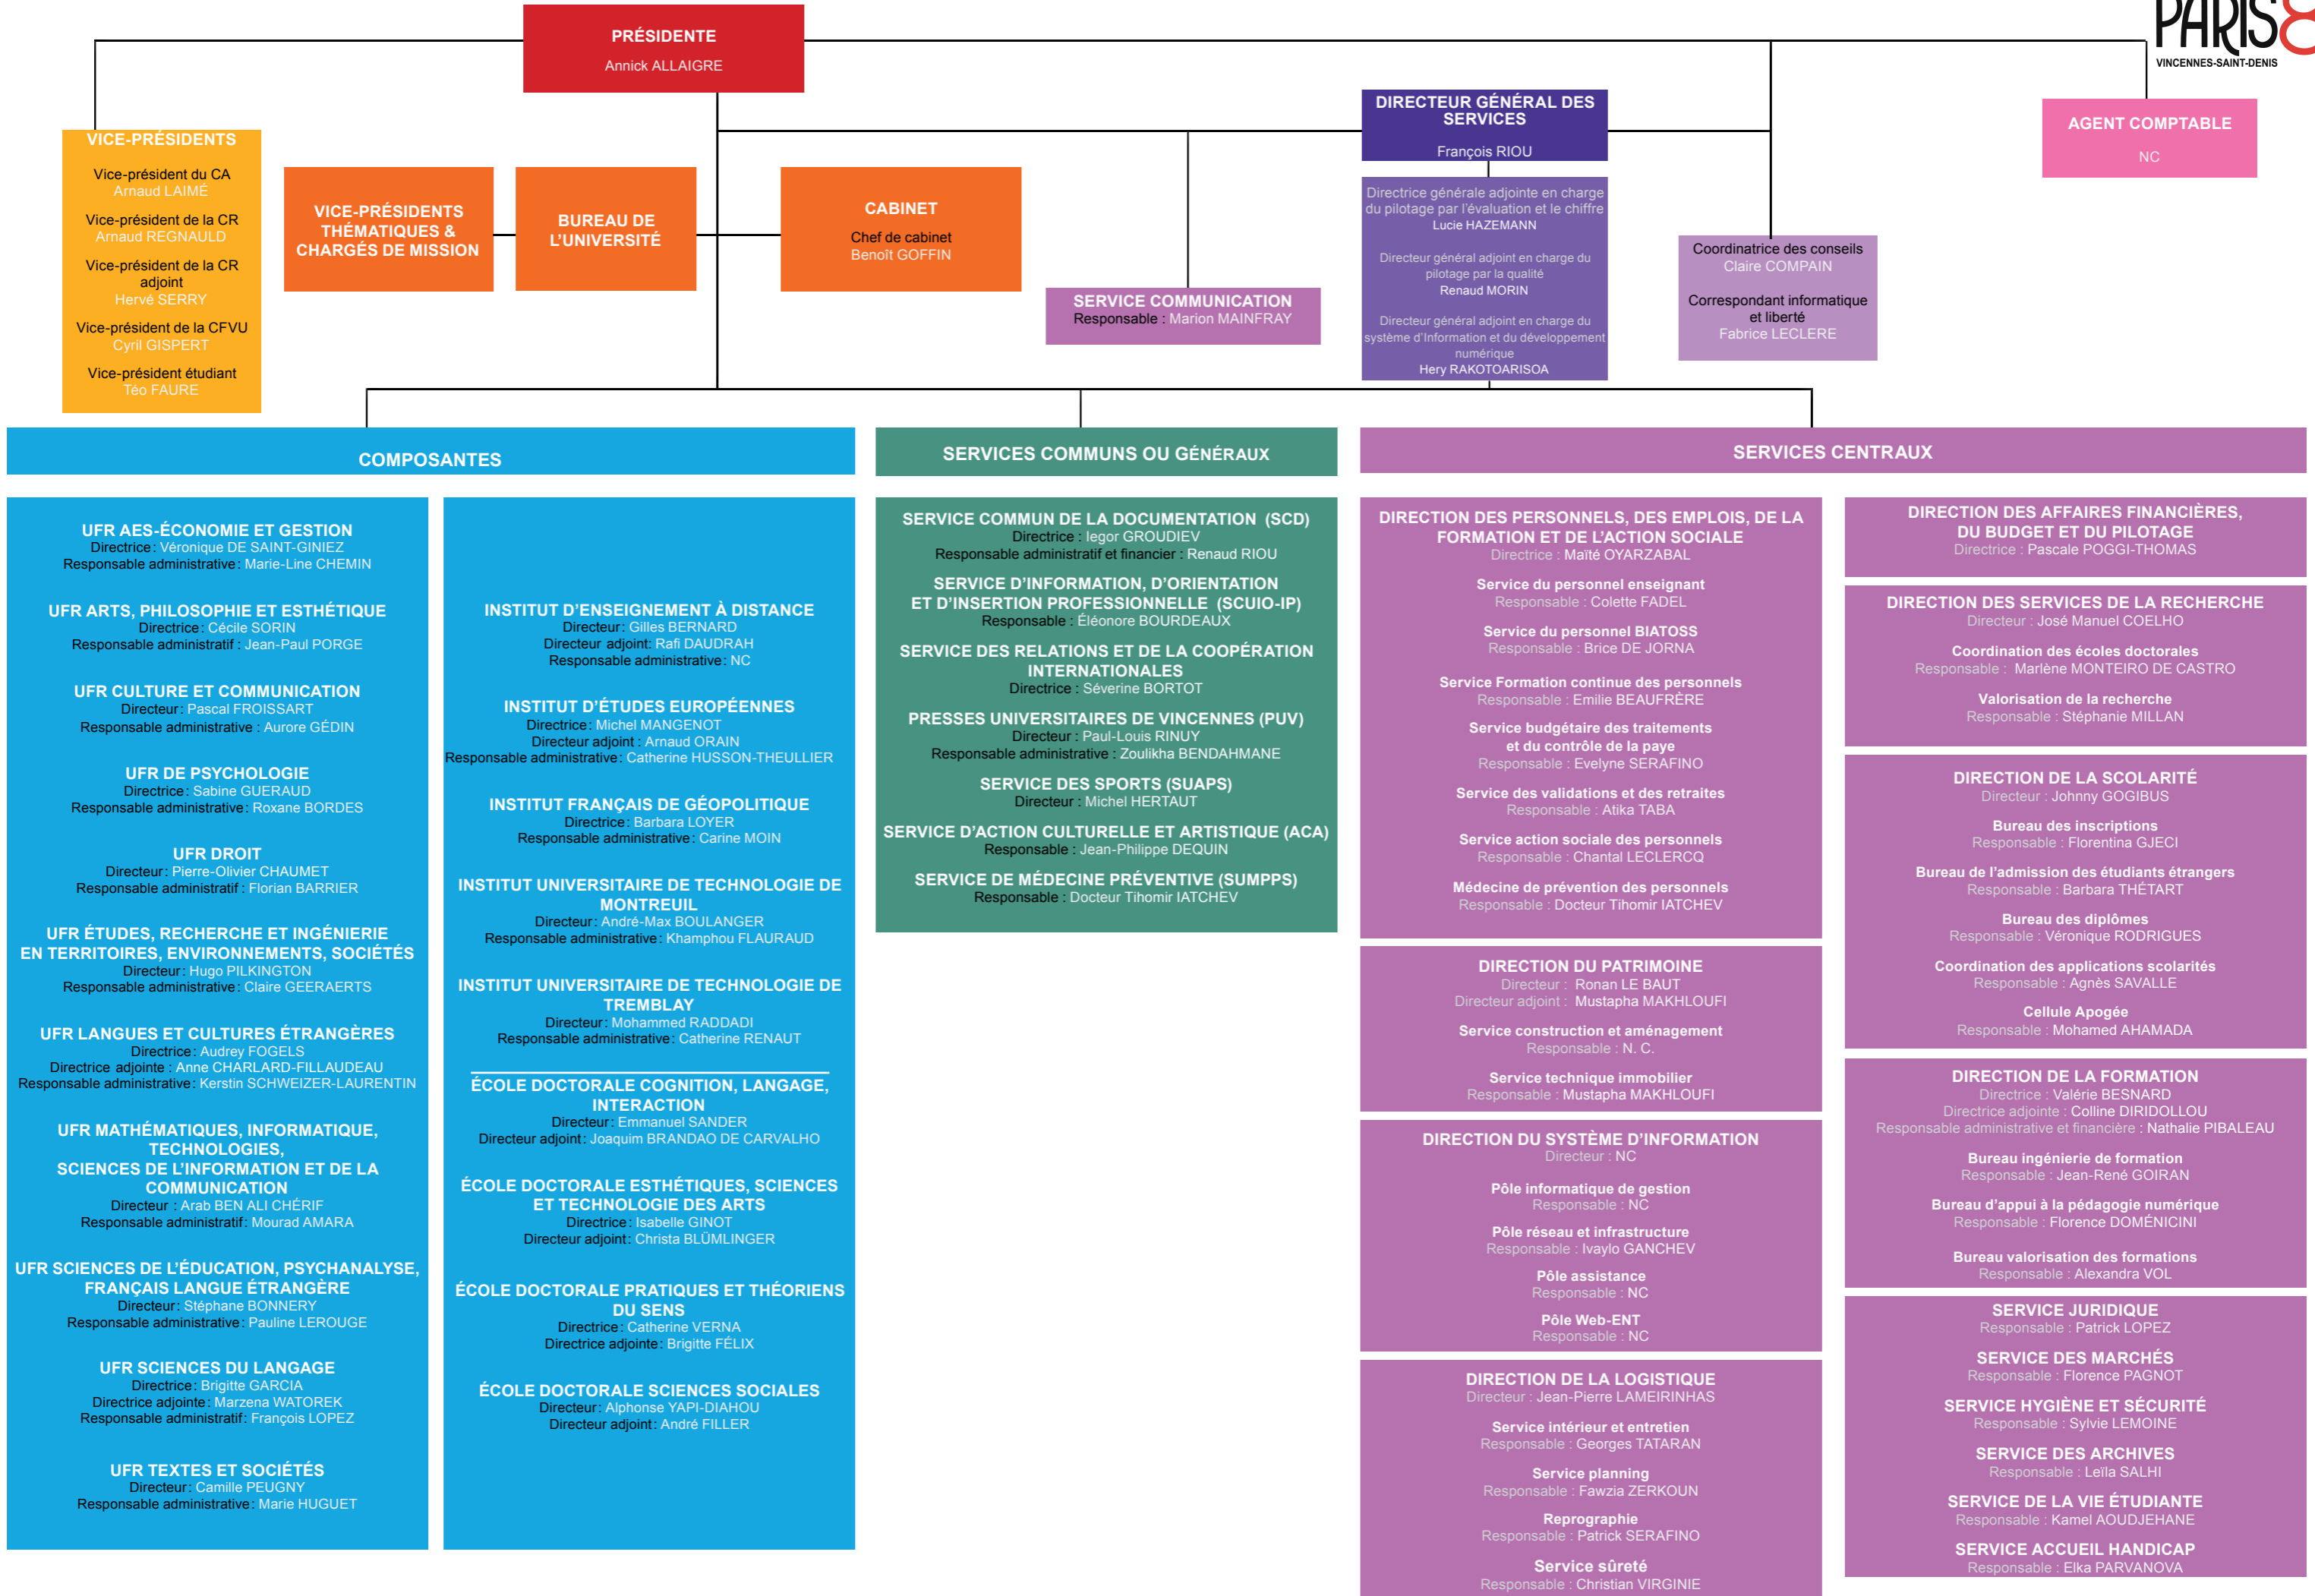 PARIS8
VINCENNES-SAINT-DENIS
PRÉSIDENTE
Annick ALLAIGRE
VICE-PRÉSIDENTS
Vice-président du CA
Arnaud LAIMÉ
Vice-président de la CR
Arnaud REGNAULD
Vice-président de la CR
adjoint
Hervé SERRY
Vice-président de la CFVU
Cyril GISPERT
Vice-président étudiant
Téo FAURE
VICE-PRÉSIDENTS
THÉMATIQUES &
CHARGÉS DE MISSION
BUREAU DE
L'UNIVERSITÉ
CABINET
Chef de cabinet
Benoît GOFFIN
SERVICE COMMUNICATION
Responsable : Marion MAINFRAY
DIRECTEUR GÉNÉRAL DES
SERVICES
François RIOU
Directrice générale adjointe en charge
du pilotage par l'évaluation et le chiffre
Lucie HAZEMANN
Directeur général adjoint en charge du
pilotage par la qualité
Renaud MORIN
Directeur général adjoint en charge du
système d'Information et du développement
numérique
Hery RAKOTOARISOA
Coordinatrice des conseils
Claire COMPAIN
Correspondant informatique
et liberté
Fabrice LECLERE
AGENT COMPTABLE
NC
COMPOSANTES
UFR AES-ÉCONOMIE ET GESTION
Directrice : Véronique DE SAINT-GINIEZ
Responsable administrative : Marie-Line CHEMIN
UFR ARTS, PHILOSOPHIE ET ESTHÉTIQUE
Directrice : Cécile SORIN
Responsable administratif : Jean-Paul PORGE
UFR CULTURE ET COMMUNICATION
Directeur : Pascal FROISSART
Responsable administrative : Aurore GÉDIN
UFR DE PSYCHOLOGIE
Directrice : Sabine GUERAUD
Responsable administrative : Roxane BORDES
UFR DROIT
Directeur : Pierre-Olivier CHAUMET
Responsable administratif : Florian BARRIER
UFR ÉTUDES, RECHERCHE ET INGÉNIERIE
EN TERRITOIRES, ENVIRONNEMENTS, SOCIÉTÉS
Directeur : Hugo PILKINGTON
Responsable administrative : Claire GEERAERTS
UFR LANGUES ET CULTURES ÉTRANGÈRES
Directrice : Audrey FOGELS
Directrice adjointe : Anne CHARLARD-FILLAUDEAU
Responsable administrative : Kerstin SCHWEIZER-LAURENTIN
UFR MATHÉMATIQUES, INFORMATIQUE,
TECHNOLOGIES,
SCIENCES DE L'INFORMATION ET DE LA
COMMUNICATION
Directeur : Arab BEN ALI CHÉRIF
Responsable administratif : Mourad AMARA
UFR SCIENCES DE L'ÉDUCATION, PSYCHANALYSE,
FRANÇAIS LANGUE ÉTRANGÈRE
Directeur : Stéphane BONNERY
Responsable administrative : Pauline LEROUGE
UFR SCIENCES DU LANGAGE
Directrice : Brigitte GARCIA
Directrice adjointe : Marzena WATOREK
Responsable administratif : François LOPEZ
UFR TEXTES ET SOCIÉTÉS
Directeur : Camille PEUGNY
Responsable administrative : Marie HUGUET
INSTITUT D'ENSEIGNEMENT À DISTANCE
Directeur : Gilles BERNARD
Directeur adjoint : Rafi DAUDRAH
Responsable administrative : NC
INSTITUT D'ÉTUDES EUROPÉENNES
Directrice : Michel MANGENOT
Directeur adjoint : Arnaud ORAIN
Responsable administrative : Catherine HUSSON-THEULLIER
INSTITUT FRANÇAIS DE GÉOPOLITIQUE
Directrice : Barbara LOYER
Responsable administrative : Carine MOIN
INSTITUT UNIVERSITAIRE DE TECHNOLOGIE DE
MONTREUIL
Directeur : André-Max BOULANGER
Responsable administrative : Khamphou FLAURAUD
INSTITUT UNIVERSITAIRE DE TECHNOLOGIE DE
TREMBLAY
Directeur : Mohammed RADDADI
Responsable administrative : Catherine RENAUT
ÉCOLE DOCTORALE COGNITION, LANGAGE,
INTERACTION
Directeur : Emmanuel SANDER
Directeur adjoint : Joaquim BRANDAO DE CARVALHO
ÉCOLE DOCTORALE ESTHÉTIQUES, SCIENCES
ET TECHNOLOGIE DES ARTS
Directrice : Isabelle GINOT
Directeur adjoint : Christa BLÜMLINGER
ÉCOLE DOCTORALE PRATIQUES ET THÉORIENS
DU SENS
Directrice : Catherine VERNA
Directrice adjointe : Brigitte FÉLIX
ÉCOLE DOCTORALE SCIENCES SOCIALES
Directeur : Alphonse YAPI-DIAHOU
Directeur adjoint : André FILLER
SERVICES COMMUNS OU GÉNÉRAUX
SERVICE COMMUN DE LA DOCUMENTATION (SCD)
Directrice : Iegor GROUDIEV
Responsable administratif et financier : Renaud RIOU
SERVICE D'INFORMATION, D'ORIENTATION
ET D'INSERTION PROFESSIONNELLE (SCUIO-IP)
Responsable : Éléonore BOURDEAUX
SERVICE DES RELATIONS ET DE LA COOPÉRATION
INTERNATIONALES
Directrice : Séverine BORTOT
PRESSES UNIVERSITAIRES DE VINCENNES (PUV)
Directeur : Paul-Louis RINUY
Responsable administrative : Zoulikha BENDAHMANE
SERVICE DES SPORTS (SUAPS)
Directeur : Michel HERTAUT
SERVICE D'ACTION CULTURELLE ET ARTISTIQUE (ACA)
Responsable : Jean-Philippe DEQUIN
SERVICE DE MÉDECINE PRÉVENTIVE (SUMPPS)
Responsable : Docteur Tihomir IATCHEV
SERVICES CENTRAUX
DIRECTION DES PERSONNELS, DES EMPLOIS, DE LA
FORMATION ET DE L'ACTION SOCIALE
Directrice : Maïté OYARZABAL
Service du personnel enseignant
Responsable : Colette FADEL
Service du personnel BIATOSS
Responsable : Brice DE JORNA
Service Formation continue des personnels
Responsable : Emilie BEAUFRÈRE
Service budgétaire des traitements
et du contrôle de la paye
Responsable : Evelyne SERAFINO
Service des validations et des retraites
Responsable : Atika TABA
Service action sociale des personnels
Responsable : Chantal LECLERCQ
Médecine de prévention des personnels
Responsable : Docteur Tihomir IATCHEV
DIRECTION DU PATRIMOINE
Directeur : Ronan LE BAUT
Directeur adjoint : Mustapha MAKHLOUFI
Service construction et aménagement
Responsable : N. C.
Service technique immobilier
Responsable : Mustapha MAKHLOUFI
DIRECTION DU SYSTÈME D'INFORMATION
Directeur : NC
Pôle informatique de gestion
Responsable : NC
Pôle réseau et infrastructure
Responsable : Ivaylo GANCHEV
Pôle assistance
Responsable : NC
Pôle Web-ENT
Responsable : NC
DIRECTION DE LA LOGISTIQUE
Directeur : Jean-Pierre LAMEIRINHAS
Service intérieur et entretien
Responsable : Georges TATARAN
Service planning
Responsable : Fawzia ZERKOUN
Reprographie
Responsable : Patrick SERAFINO
Service sûreté
Responsable : Christian VIRGINIE
DIRECTION DES AFFAIRES FINANCIÈRES,
DU BUDGET ET DU PILOTAGE
Directrice : Pascale POGGI-THOMAS
DIRECTION DES SERVICES DE LA RECHERCHE
Directeur : José Manuel COELHO
Coordination des écoles doctorales
Responsable : Marlène MONTEIRO DE CASTRO
Valorisation de la recherche
Responsable : Stéphanie MILLAN
DIRECTION DE LA SCOLARITÉ
Directeur : Johnny GOGIBUS
Bureau des inscriptions
Responsable : Florentina GJECI
Bureau de l'admission des étudiants étrangers
Responsable : Barbara THÉTART
Bureau des diplômes
Responsable : Véronique RODRIGUES
Coordination des applications scolarités
Responsable : Agnès SAVALLE
Cellule Apogée
Responsable : Mohamed AHAMADA
DIRECTION DE LA FORMATION
Directrice : Valérie BESNARD
Directrice adjointe : Colline DIRIDOLLOU
Responsable administrative et financière : Nathalie PIBALEAU
Bureau ingénierie de formation
Responsable : Jean-René GOIRAN
Bureau d'appui à la pédagogie numérique
Responsable : Florence DOMÉNICINI
Bureau valorisation des formations
Responsable : Alexandra VOL
SERVICE JURIDIQUE
Responsable : Patrick LOPEZ
SERVICE DES MARCHÉS
Responsable : Florence PAGNOT
SERVICE HYGIÈNE ET SÉCURITÉ
Responsable : Sylvie LEMOINE
SERVICE DES ARCHIVES
Responsable : Leïla SALHI
SERVICE DE LA VIE ÉTUDIANTE
Responsable : Kamel AOUDJEHANE
SERVICE ACCUEIL HANDICAP
Responsable : Elka PARVANOVA